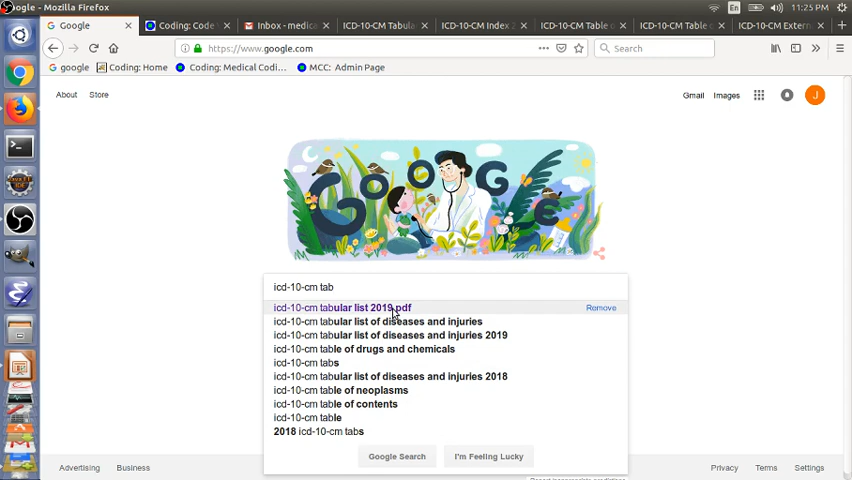 oogle - Mozilla Firefox
11:25 PM
Google
Coding: Code
Inbox - medica
ICD-10-CM Tabula
ICD-10-CM Index 2
ICD-10-CM Table o
ICD-10-CM Table o
ICD-10-CM Extern
https://www.google.com
Search
google
Coding: Home
Coding: Medical Codi...
MCC: Admin Page
About
Store
Gmail
Images
J
Google
icd-10-cm tab
icd-10-cm tabular list 2019 pdf
Remove
icd-10-cm tabular list of diseases and injuries
icd-10-cm tabular list of diseases and injuries 2019
icd-10-cm table of drugs and chemicals
icd-10-cm tabs
icd-10-cm tabular list of diseases and injuries 2018
icd-10-cm table of neoplasms
icd-10-cm table of contents
icd-10-cm table
2018 icd-10-cm tabs
Google Search
I'm Feeling Lucky
Advertising
Business
Privacy
Terms
Settings